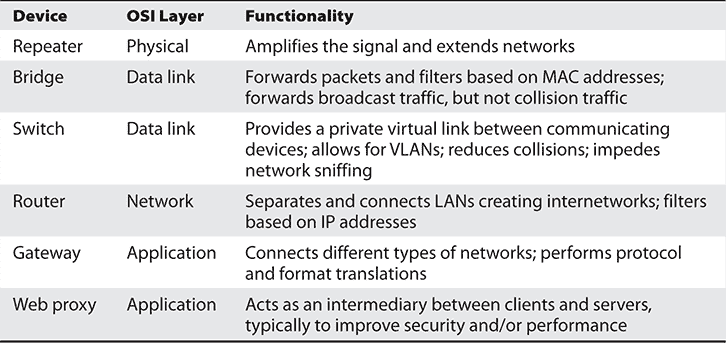 Device OSI Layer Functionality
Repeater Physical Amplifies the signal and extends networks
Bridge Data link Forwards packets and filters based on MAC addresses;
forwards broadcast traffic, but not collision traffic
Switch Data link Provides a private virtual link between communicating
devices; allows for VLANs; reduces collisions; impedes
network sniffing
Router Network Separates and connects LANs creating internetworks; filters
based on IP addresses
Gateway Application Connects different types of networks; performs protocol
and format translations
Web proxy Application Acts as an intermediary between clients and servers,
typically to improve security and/or performance